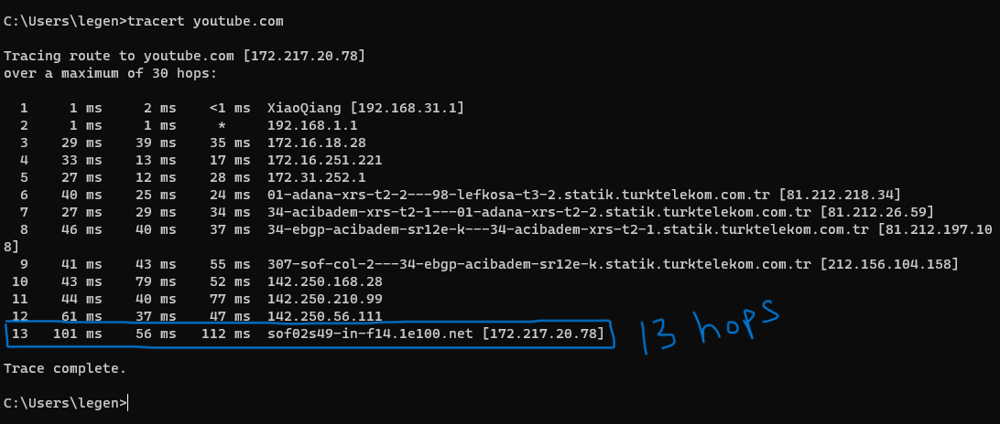 C:\Users\legen>tracert youtube.com
Tracing route to youtube.com [172.217.20.78]
over a maximum of 30 hops:
1 1 ms 2 ms <1 ms XiaoQiang [192.168.31.1]
2 1 ms 1 ms * 192.168.1.1
3 29 ms 39 ms 35 ms 172.16.18.28
4 33 ms 13 ms 17 ms 172.16.251.221
5 27 ms 12 ms 28 ms 172.31.252.1
6 40 ms 25 ms 24 ms 01-adana-xrs-t2-2---98-lefkosa-t3-2.statik.turktelekom.com.tr [81.212.218.34]
7 27 ms 29 ms 34 ms 34-acibadem-xrs-t2-1---01-adana-xrs-t2-2.statik.turktelekom.com.tr [81.212.26.59]
8 46 ms 40 ms 37 ms 34-ebgp-acibadem-sr12e-k---34-acibadem-xrs-t2-1.statik.turktelekom.com.tr [81.212.197.10
8]
9 41 ms 43 ms 55 ms 307-sof-col-2---34-ebgp-acibadem-sr12e-k.statik.turktelekom.com.tr [212.156.104.158]
10 43 ms 79 ms 52 ms 142.250.168.28
11 44 ms 40 ms 77 ms 142.250.210.99
12 61 ms 37 ms 47 ms 142.250.56.111
13 101 ms 56 ms 112 ms sof02s49-in-f14.1e100.net [172.217.20.78]
13 hops
Trace complete.
C:\Users\legen>